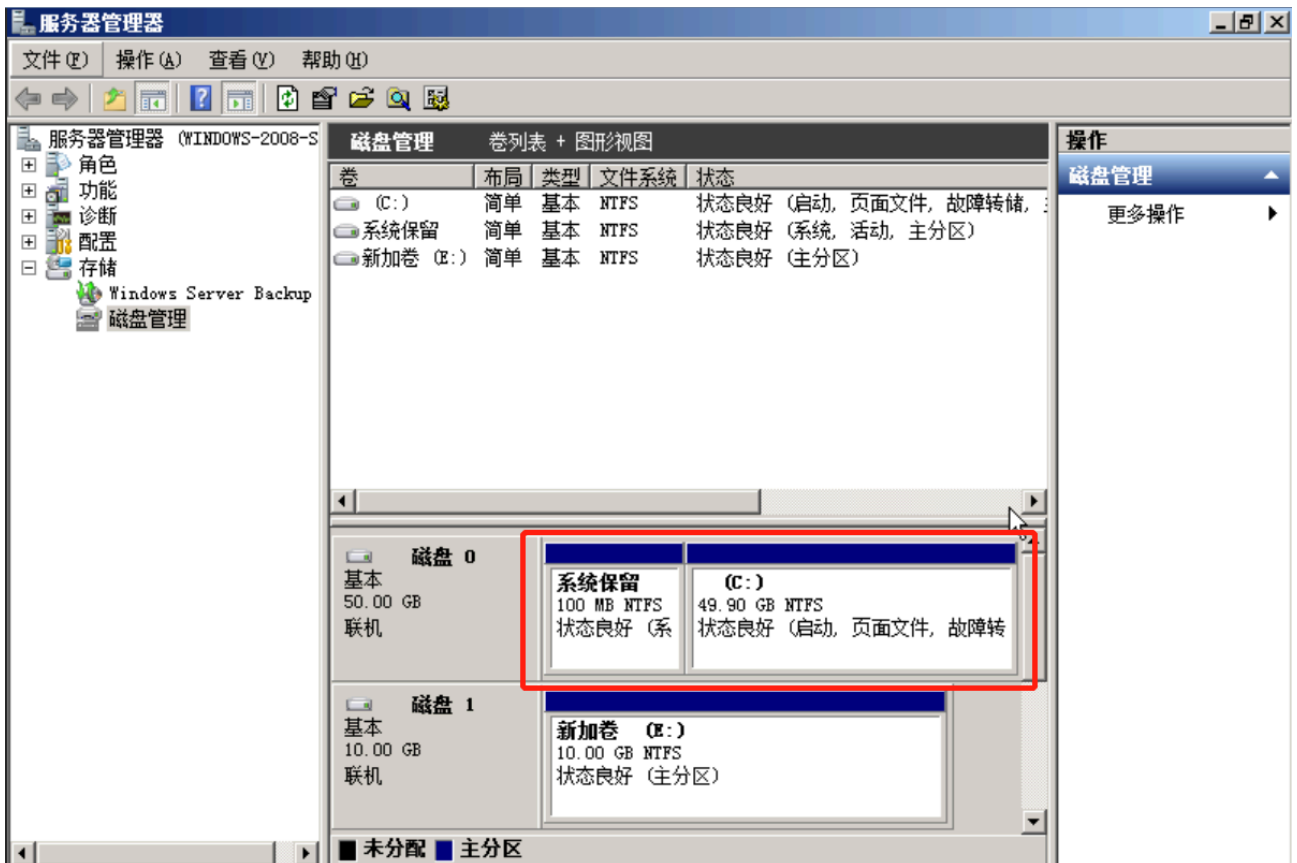 服务器管理器
文件(F) 操作(A) 查看(V) 帮助(H)
服务器管理器 (WINDOWS-2008-S
角色
功能
诊断
配置
存储
Windows Server Backup
磁盘管理
磁盘管理 卷列表 + 图形视图
卷 布局 类型 文件系统 状态
(C:) 简单 基本 NTFS 状态良好 (启动, 页面文件, 故障转储,
系统保留 简单 基本 NTFS 状态良好 (系统, 活动, 主分区)
新加卷 (E:) 简单 基本 NTFS 状态良好 (主分区)
磁盘 0
基本
50.00 GB
联机
系统保留
100 MB NTFS
状态良好 (系
(C:)
49.90 GB NTFS
状态良好 (启动, 页面文件, 故障转
磁盘 1
基本
10.00 GB
联机
新加卷 (E:)
10.00 GB NTFS
状态良好 (主分区)
未分配 主分区
操作
磁盘管理
更多操作